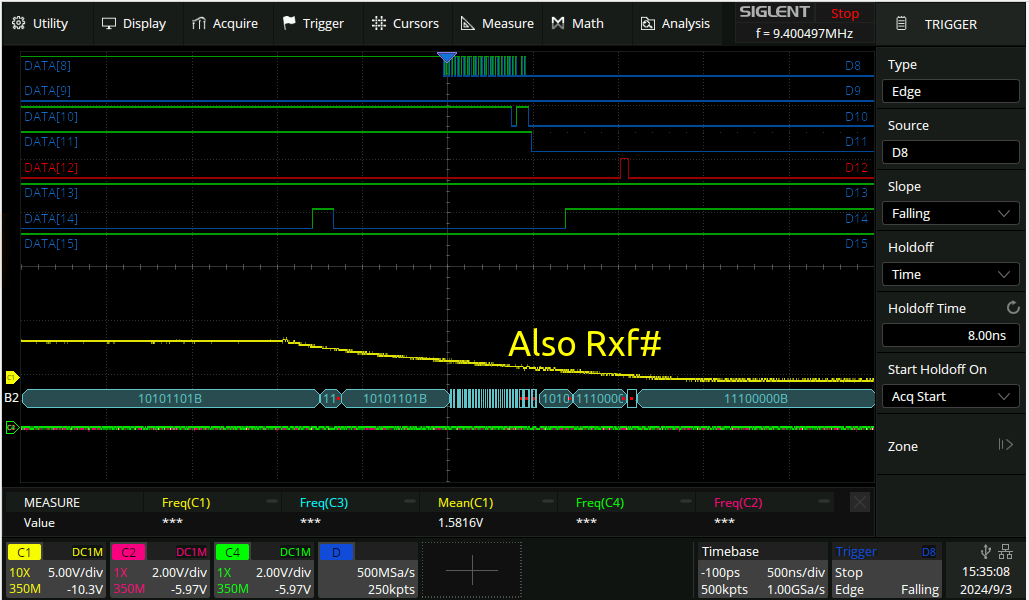 Utility Display Acquire Trigger Cursors Measure Math Analysis
SIGLENT Stop
f = 9.400497MHz
TRIGGER
DATA[8] D8
DATA[9] D9
DATA[10] D10
DATA[11] D11
DATA[12] D12
DATA[13] D13
DATA[14] D14
DATA[15] D15
Also Rxf#
C1
B2 10101101B 11 10101101B 1010 1110000 11100000B
C4
Type
Edge
Source
D8
Slope
Falling
Holdoff
Time
Holdoff Time
8.00ns
Start Holdoff On
Acq Start
Zone
MEASURE Freq(C1) Freq(C3) Mean(C1) Freq(C4) Freq(C2)
Value *** *** 1.5816V *** ***
C1 DC1M
10X 5.00V/div
350M -10.3V
C2 DC1M
1X 2.00V/div
350M -5.97V
C4 DC1M
1X 2.00V/div
350M -5.97V
D
500MSa/s
250kpts
Timebase
-100ps 500ns/div
500kpts 1.00GSa/s
Trigger D8
Stop
Edge Falling
15:35:08
2024/9/3